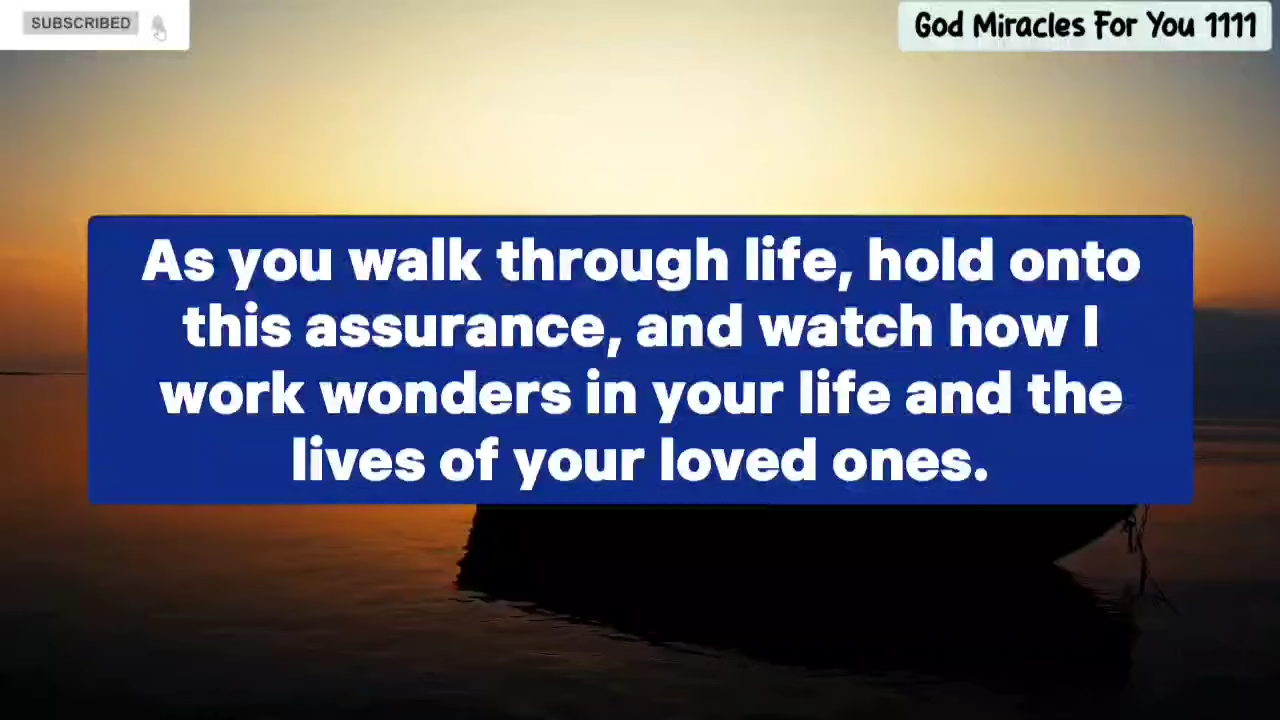 SUBSCRIBED
God Miracles For You 1111
As you walk through life, hold onto
this assurance, and watch how I
work wonders in your life and the
lives of your loved ones.